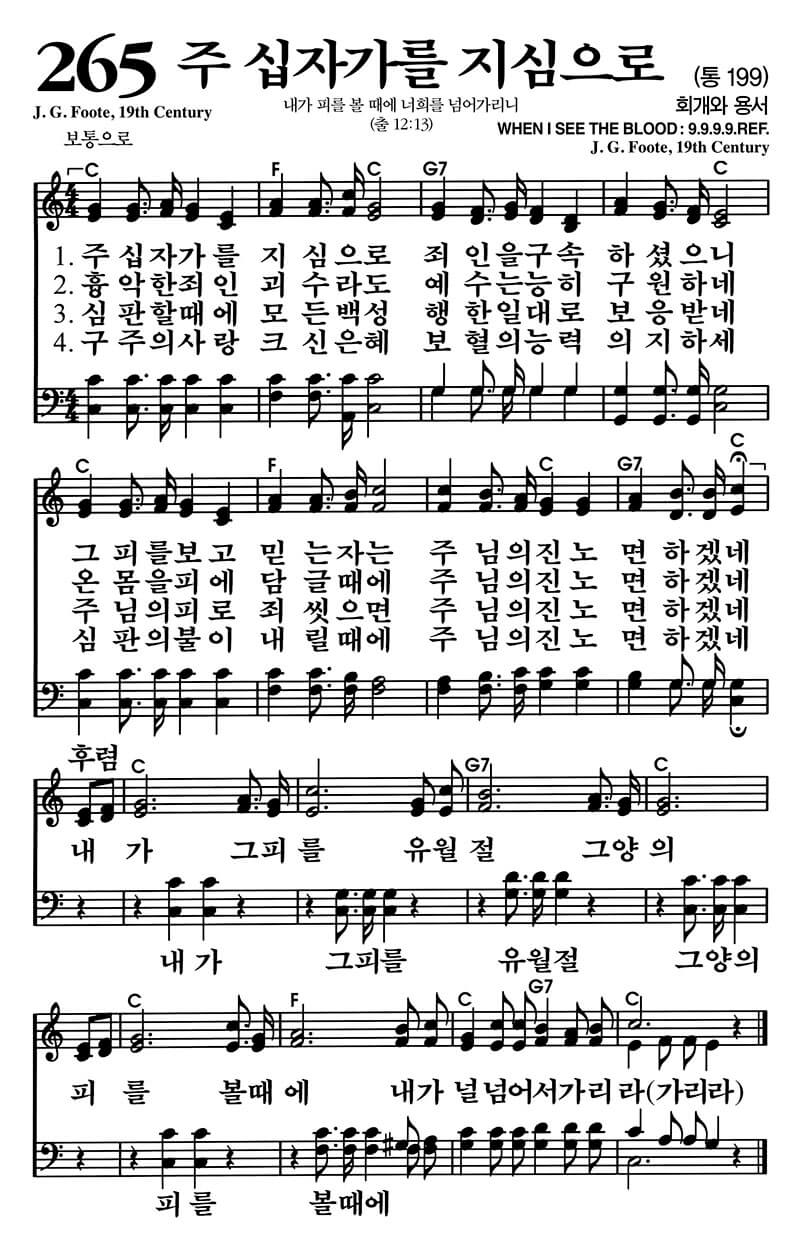 265 주 십자가를 지심으로 (통 199)
J. G. Foote, 19th Century 내가 피를 볼 때에 너희를 넘어가리니 회개와 용서
보통으로 (출 12:13) WHEN I SEE THE BLOOD : 9.9.9.9.REF.
J. G. Foote, 19th Century
C F C G7 C
1. 주 십자가를 지 심으로 죄 인을구속 하 셨으니
2. 흉 악한죄인 괴 수라도 예 수는능히 구 원하네
3. 심 판할때에 모 든백성 행 한일대로 보 응받네
4. 구 주의사랑 크 신은혜 보 혈의능력 의 지하세
C F C G7 C
그 피를보고 믿 는자는 주 님의진노 면 하겠네
온 몸을피에 담 글때에 주 님의진노 면 하겠네
주 님의피로 죄 씻으면 주 님의진노 면 하겠네
심 판의불이 내 릴때에 주 님의진노 면 하겠네
후렴
C E G7 C
내 가 그피 를 유월 절 그양 의
내 가 그피를 유월절 그양의
C F C G7 C
피 를 볼때 에 내가 널넘어서가리 라(가리라)
피 를 볼때에